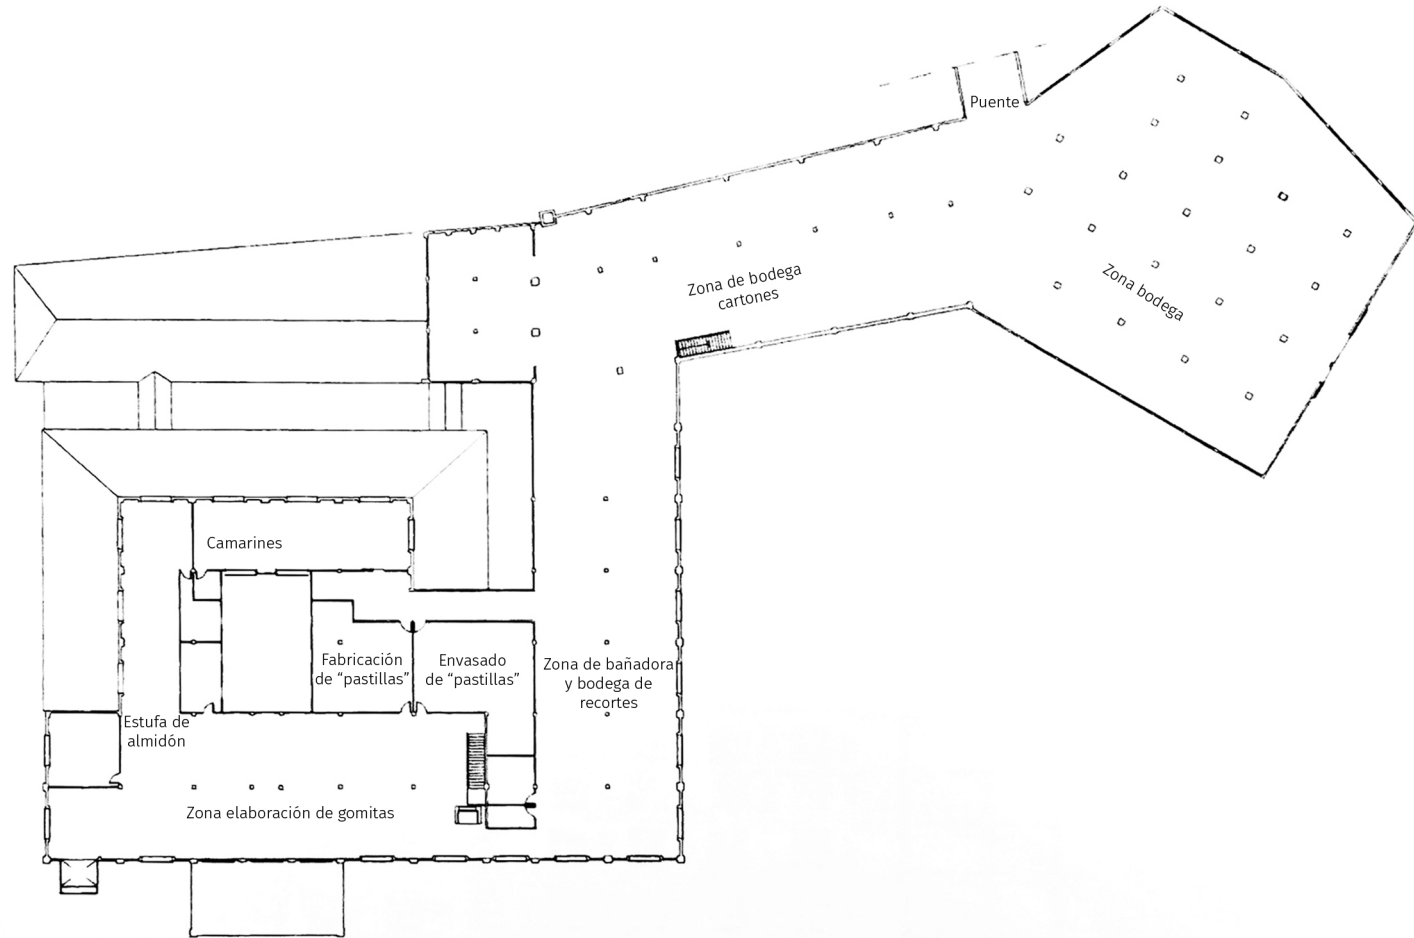 Puente
Zona de bodega
cartones
Zona bodega
Camarines
Fabricación
de “pastillas”
Envasado
de “pastillas”
Zona de bañadora
y bodega de
recortes
Estufa de
almidón
Zona elaboración de gomitas